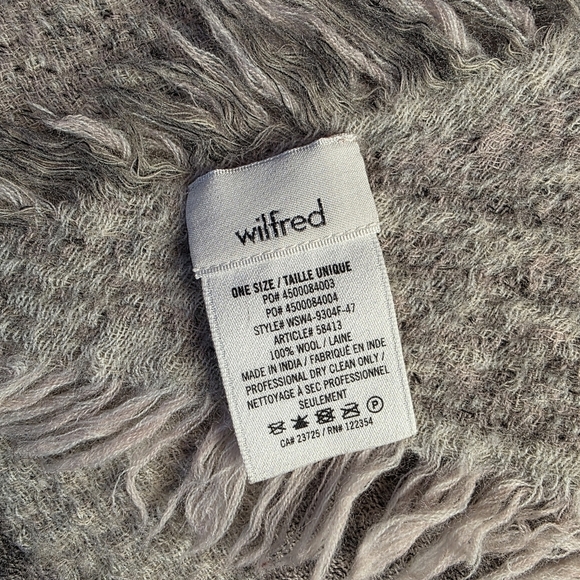 wilfred
ONE SIZE / TAILLE UNIQUE
PO# 4500084003
PO# 4500084004
STYLE# WSW4-9304F-47
ARTICLE# 58413
100% WOOL / LAINE
MADE IN INDIA / FABRIQUÉ EN INDE
PROFESSIONAL DRY CLEAN ONLY /
NETTOYAGE À SEC PROFESSIONNEL
SEULEMENT
P
CA# 23725 / RN# 122354